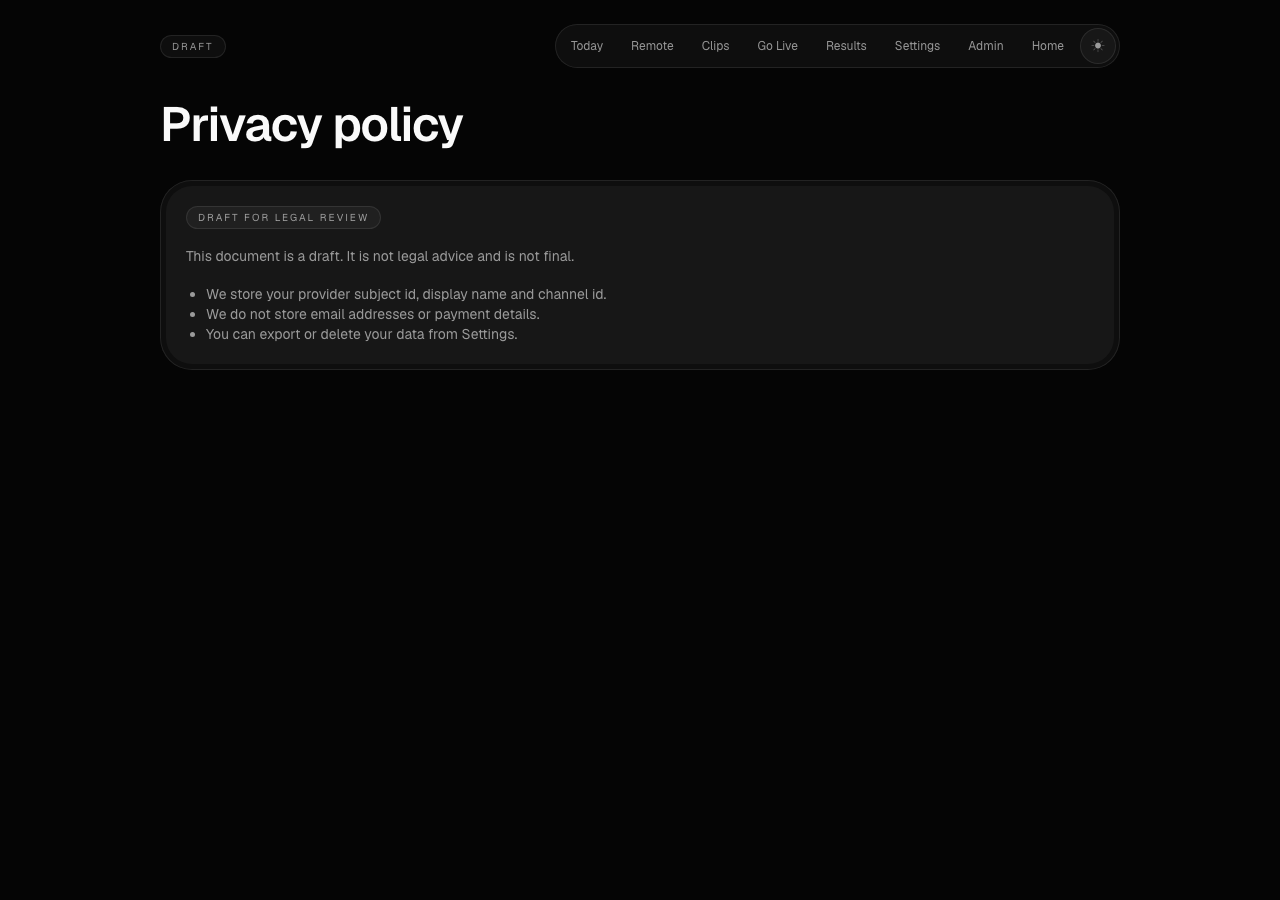 DRAFT
Today Remote Clips Go Live Results Settings Admin Home
Privacy policy
DRAFT FOR LEGAL REVIEW
This document is a draft. It is not legal advice and is not final.
We store your provider subject id, display name and channel id.
We do not store email addresses or payment details.
You can export or delete your data from Settings.